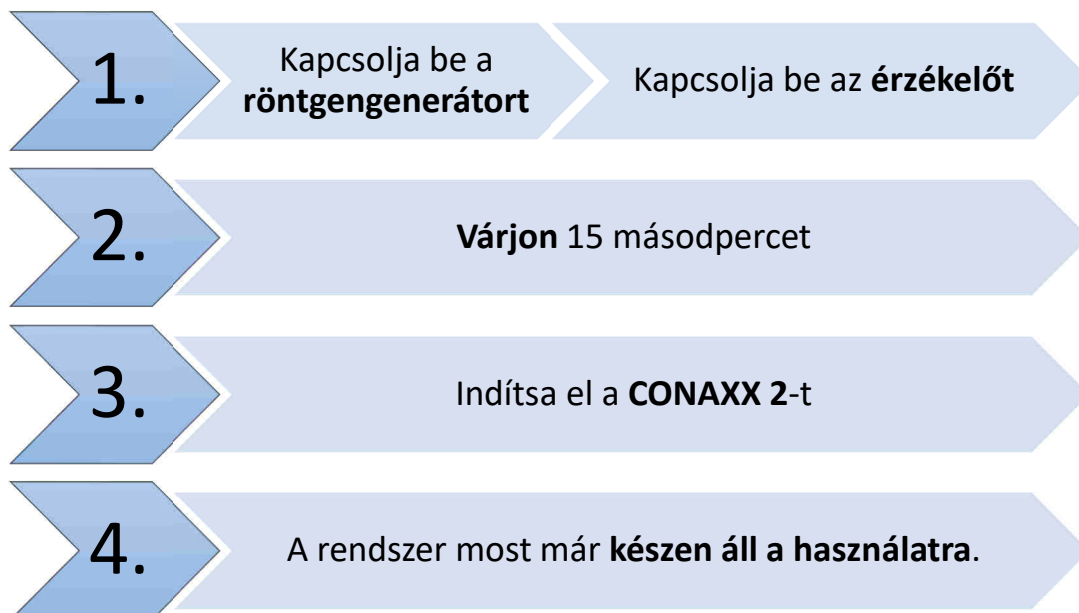 1.
Kapcsolja be a
röntgengenerátort
Kapcsolja be az érzékelőt
2.
Várjon 15 másodpercet
3.
Indítsa el a CONAXX 2-t
4.
A rendszer most már készen áll a használatra.